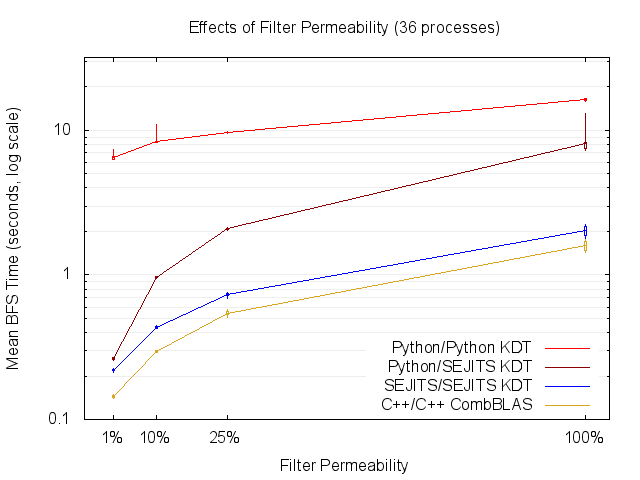 Effects of Filter Permeability (36 processes)
Mean BFS Time (seconds, log scale)
10
1
0.1
Python/Python KDT
Python/SEJITS KDT
SEJITS/SEJITS KDT
C++/C++ CombBLAS
1% 10% 25% 100%
Filter Permeability